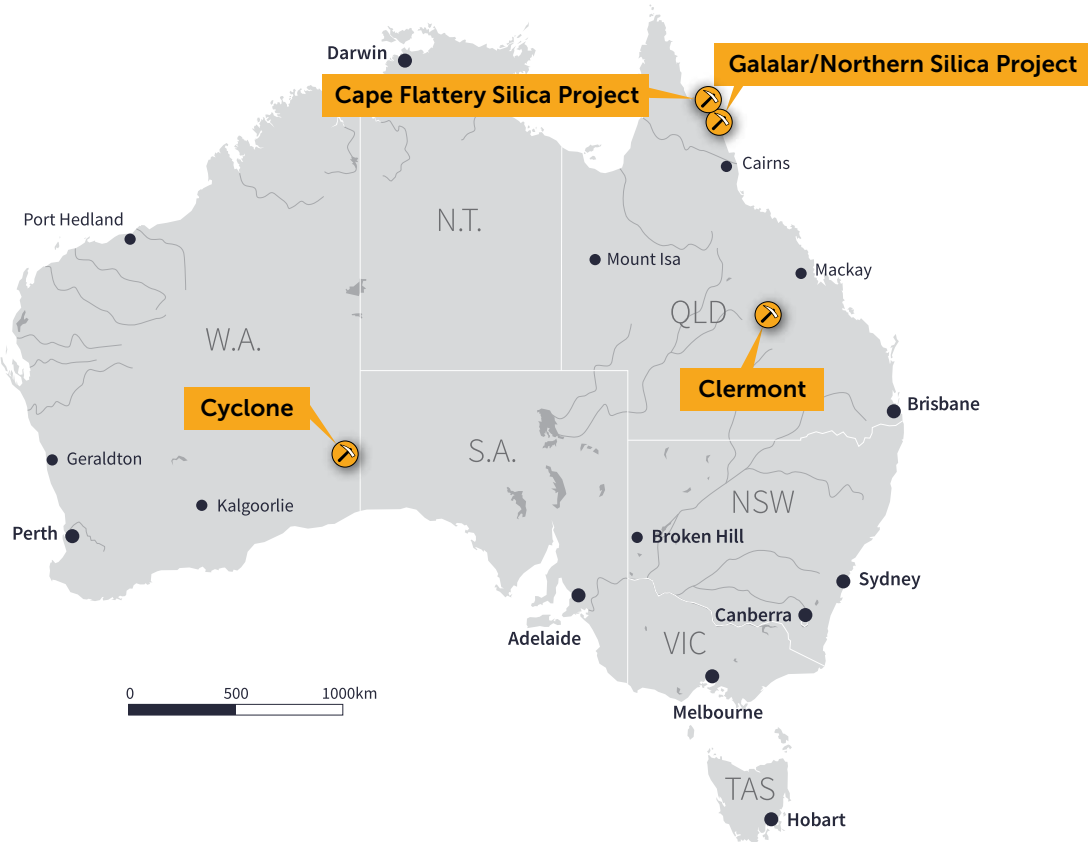 Darwin
Galalar/Northern Silica Project
Cape Flattery Silica Project
Cairns
Port Hedland
N.T.
Mount Isa
Mackay
QLD
W.A.
Clermont
Cyclone
Brisbane
S.A.
Geraldton
NSW
Kalgoorlie
Perth
Broken Hill
Sydney
Canberra
Adelaide
VIC
0 500 1000km
Melbourne
TAS
Hobart